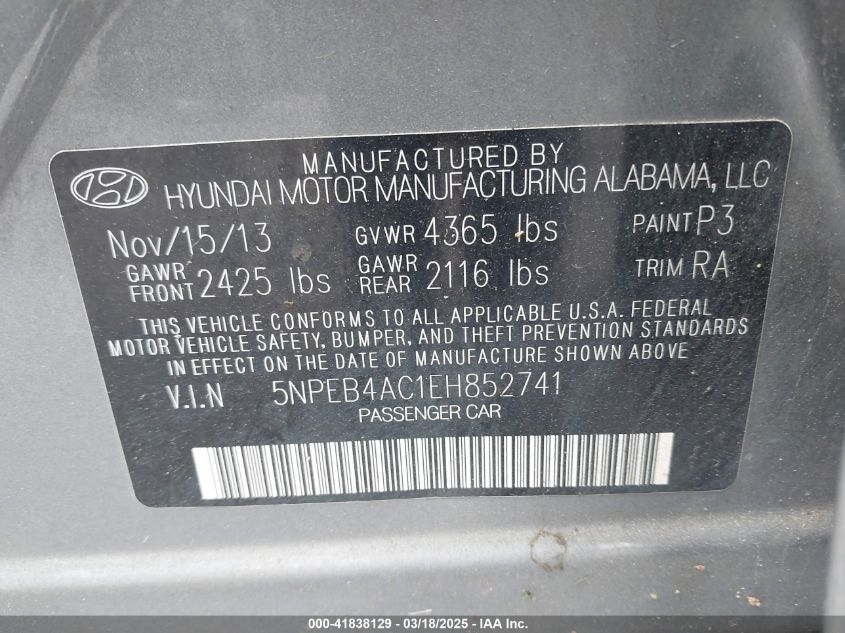 MANUFACTURED BY
HYUNDAI MOTOR MANUFACTURING ALABAMA, LLC
Nov/15/13 GVWR 4365 lbs PAINT P3
GAWR FRONT 2425 lbs GAWR REAR 2116 lbs TRIM RA
THIS VEHICLE CONFORMS TO ALL APPLICABLE U.S.A. FEDERAL
MOTOR VEHICLE SAFETY, BUMPER, AND THEFT PREVENTION STANDARDS
IN EFFECT ON THE DATE OF MANUFACTURE SHOWN ABOVE
V.I.N 5NPEB4AC1EH852741
PASSENGER CAR
000-41838129 - 03/18/2025 - IAA Inc.